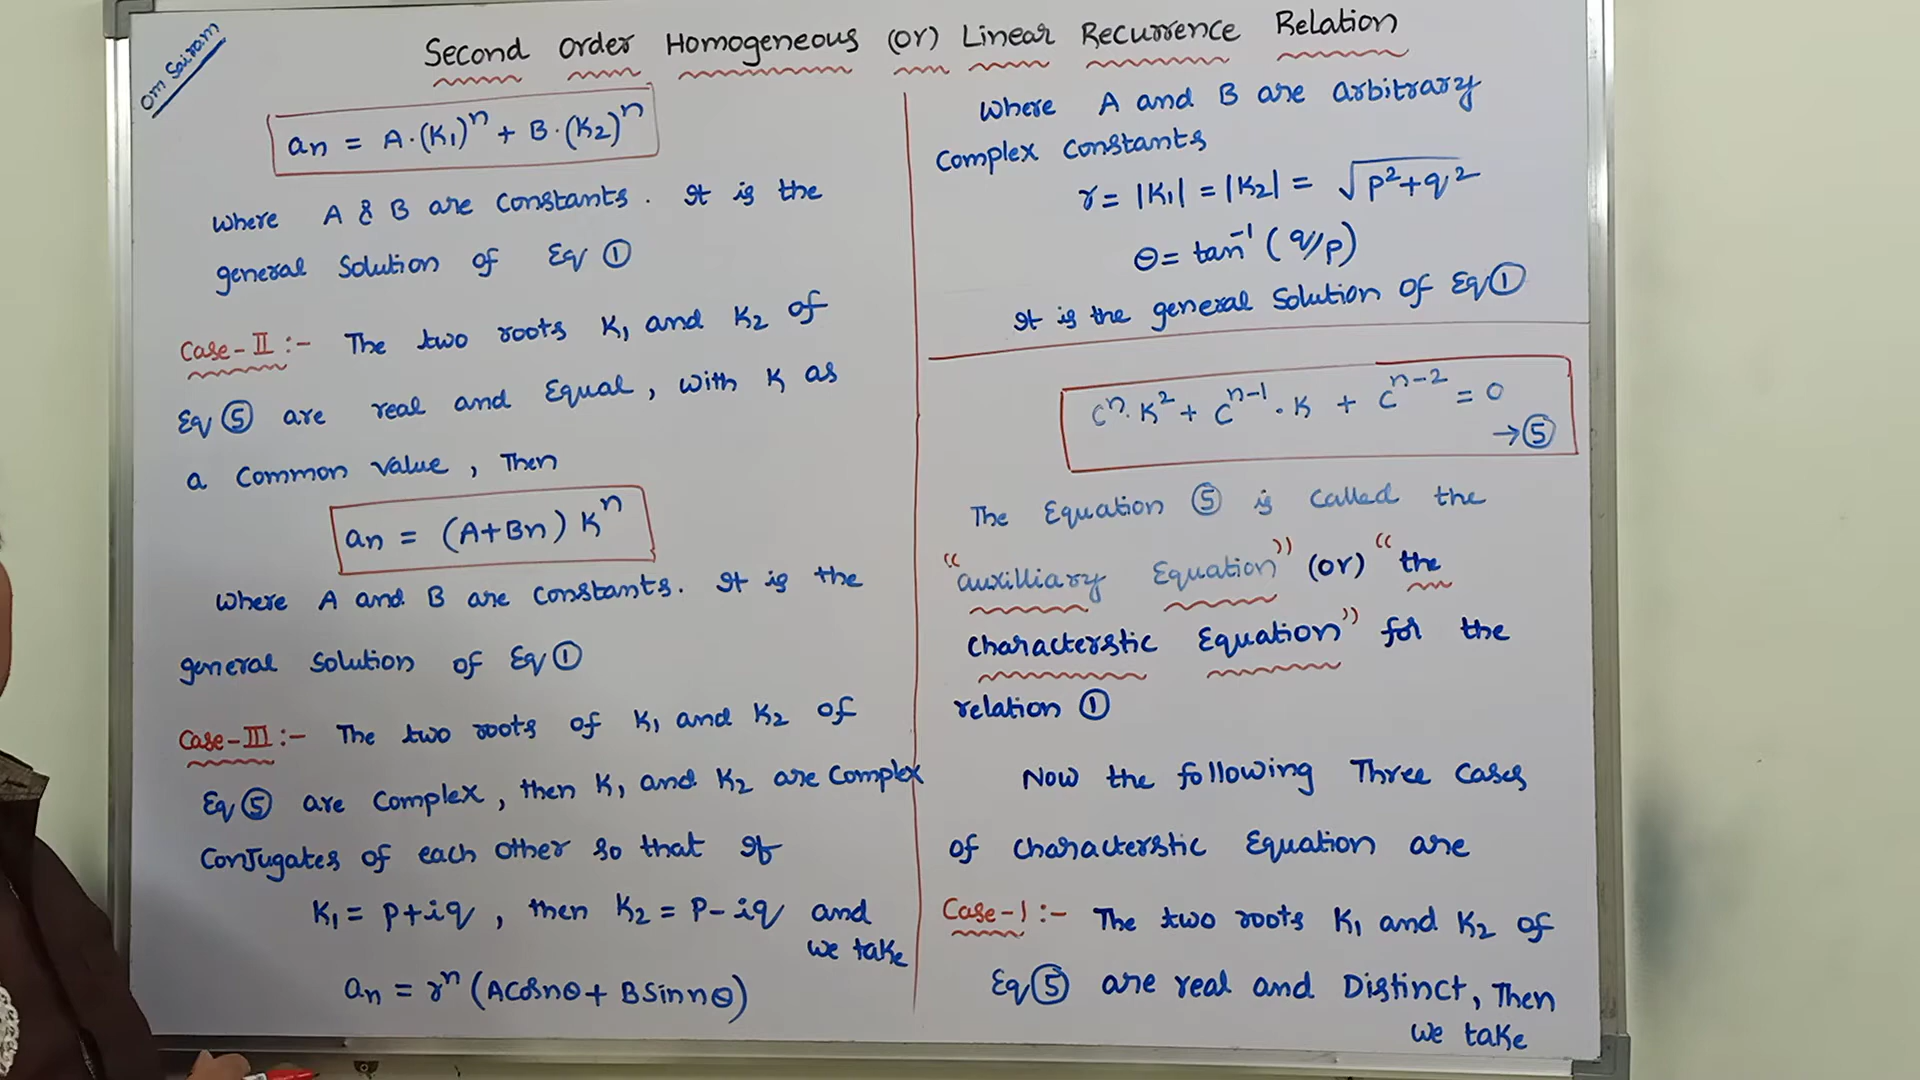 Om Sairam
Second Order Homogeneous (or) Linear Recurrence Relation
an = A·(K₁)ⁿ + B·(K₂)ⁿ
Where A & B are constants. It is the
general Solution of Eq ①
Case-II :- The two roots K₁ and K₂ of
Eq ⑤ are real and Equal, with K as
a Common Value, Then
an = (A+Bn) Kⁿ
Where A and B are constants. It is the
general Solution of Eq ①
Case-III :- The two roots of K₁ and K₂ of
Eq ⑤ are Complex, then K₁ and K₂ are Complex
Conjugates of each other so that If
K₁ = P+iq, then K₂ = P-iq and
we take
an = rⁿ (A Cos nθ + B Sin nθ)
Where A and B are arbitrary
Complex Constants
r = |K₁| = |K₂| = √P²+q²
θ = tan⁻¹ (q/p)
It is the general Solution of Eq ①
Cⁿ·K² + Cⁿ⁻¹·K + Cⁿ⁻² = 0
→ ⑤
The Equation ⑤ is called the
"auxilliary Equation" (or) "the
characterstic Equation" for the
relation ①
Now the following Three Cases
of characterstic Equation are
Case-I :- The two roots K₁ and K₂ of
Eq ⑤ are real and Distinct, Then
we take